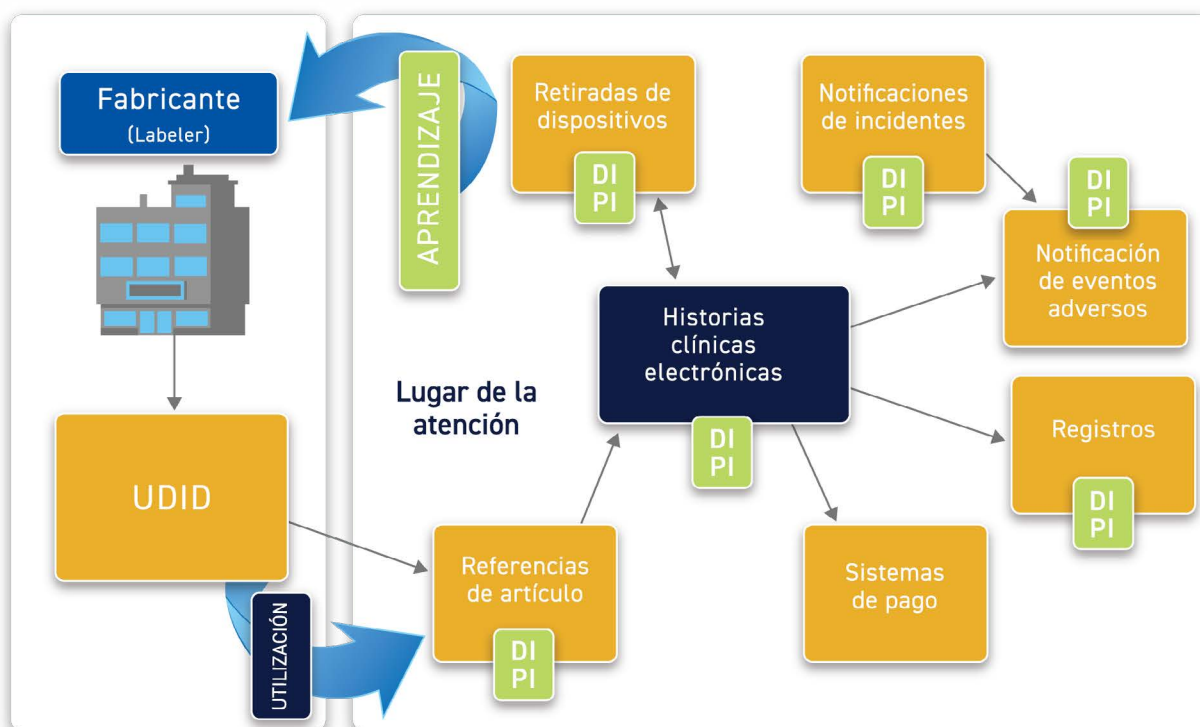 Fabricante
(Labeler)
UDID
UTILIZACIÓN
APRENDIZAJE
Retiradas de
dispositivos
DI
PI
Notificaciones
de incidentes
DI
PI
DI
PI
Notificación
de eventos
adversos
Historias
clínicas
electrónicas
DI
PI
Lugar de la
atención
Registros
DI
PI
Referencias
de artículo
DI
PI
Sistemas
de pago